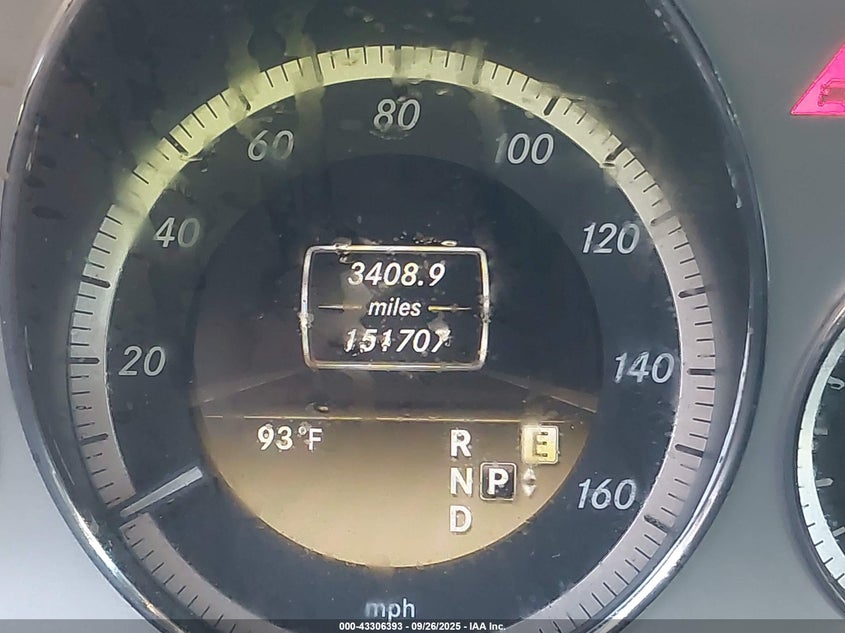 80
60 100
40 120
3408.9
miles
151707
20 140
93°F R E
N P
160
D
mph
000-43306393 - 09/26/2025 - IAA Inc.